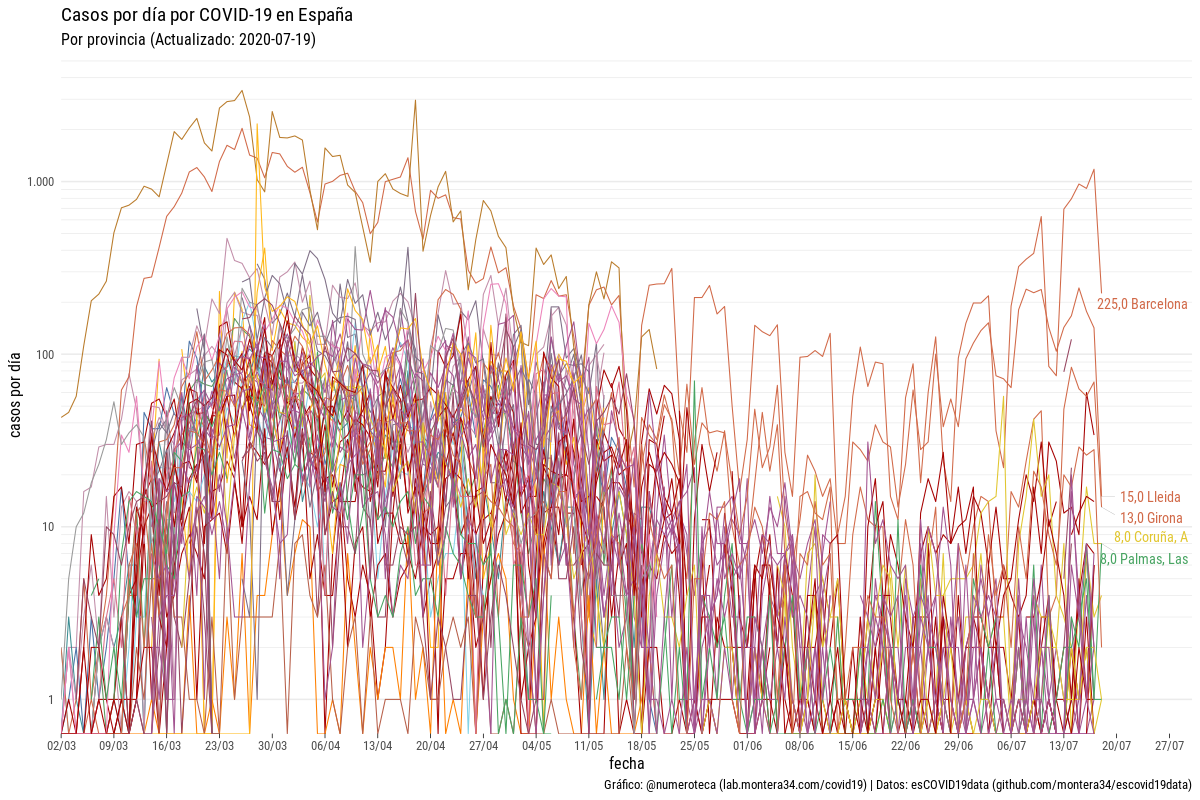 Casos por día por COVID-19 en España
Por provincia (Actualizado: 2020-07-19)
casos por día
1.000
100
10
1
225,0 Barcelona
15,0 Lleida
13,0 Girona
8,0 Coruña, A
8,0 Palmas, Las
02/03 09/03 16/03 23/03 30/03 06/04 13/04 20/04 27/04 04/05 11/05 18/05 25/05 01/06 08/06 15/06 22/06 29/06 06/07 13/07 20/07 27/07
fecha
Gráfico: @numeroteca (lab.montera34.com/covid19) | Datos: esCOVID19data (github.com/montera34/escovid19data)